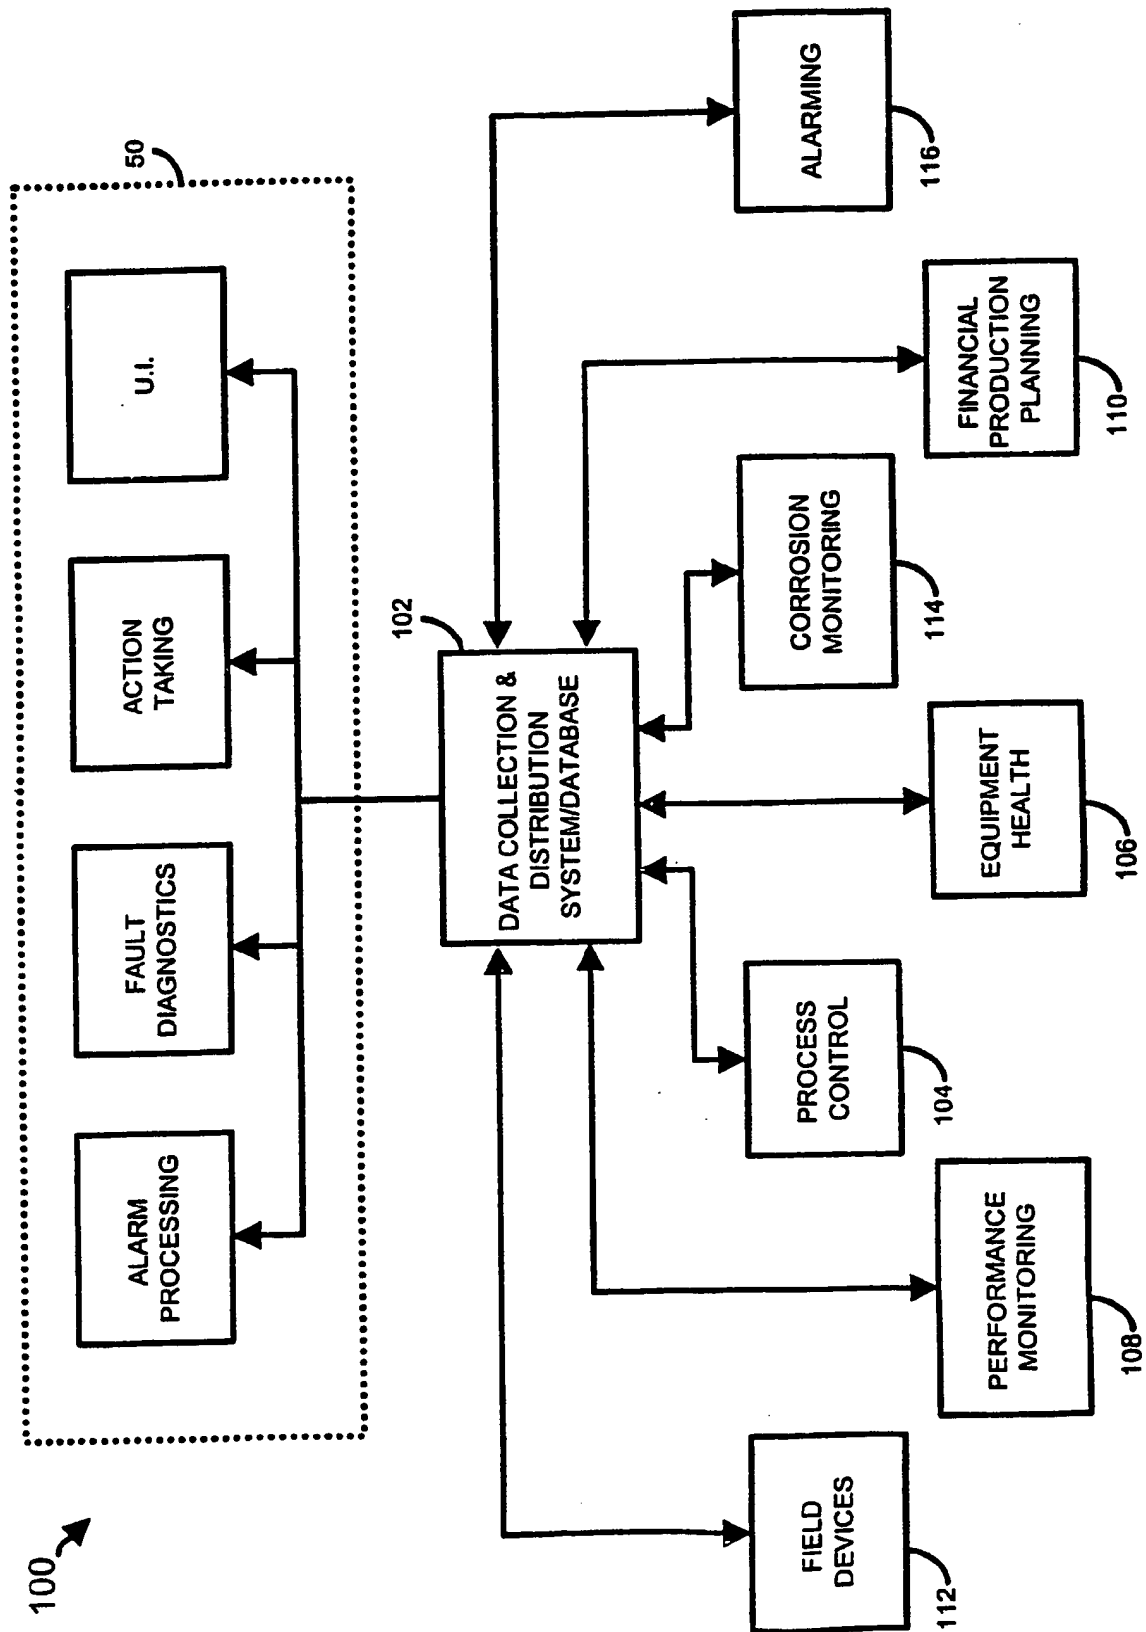 100
50
ALARM
PROCESSING
FAULT
DIAGNOSTICS
ACTION
TAKING
U.I.
102
DATA COLLECTION &
DISTRIBUTION
SYSTEM/DATABASE
FIELD
DEVICES
112
PERFORMANCE
MONITORING
108
PROCESS
CONTROL
104
EQUIPMENT
HEALTH
106
CORROSION
MONITORING
114
FINANCIAL
PRODUCTION
PLANNING
110
ALARMING
116